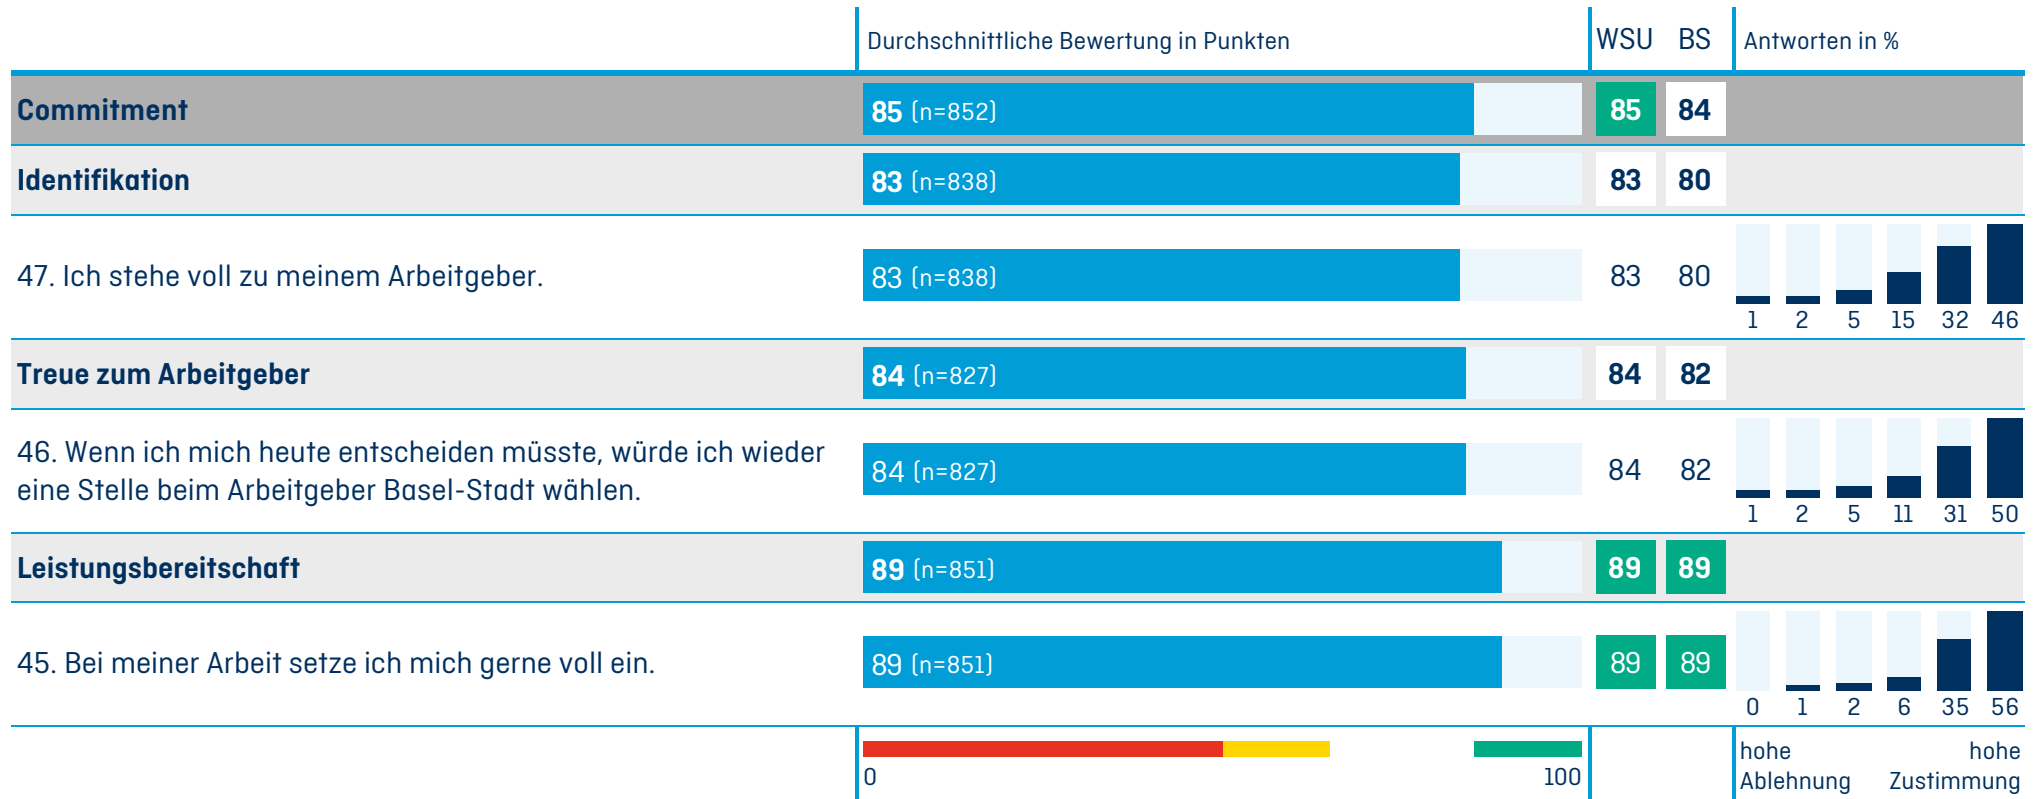 Durchschnittliche Bewertung in Punkten WSU BS Antworten in %
Commitment 85 (n=852) 85 84
Identifikation 83 (n=838) 83 80
47. Ich stehe voll zu meinem Arbeitgeber. 83 (n=838) 83 80
1 2 5 15 32 46
Treue zum Arbeitgeber 84 (n=827) 84 82
46. Wenn ich mich heute entscheiden müsste, würde ich wieder
eine Stelle beim Arbeitgeber Basel-Stadt wählen.
84 (n=827) 84 82
1 2 5 11 31 50
Leistungsbereitschaft 89 (n=851) 89 89
45. Bei meiner Arbeit setze ich mich gerne voll ein. 89 (n=851) 89 89
0 1 2 6 35 56
0 100
hohe hohe
Ablehnung Zustimmung